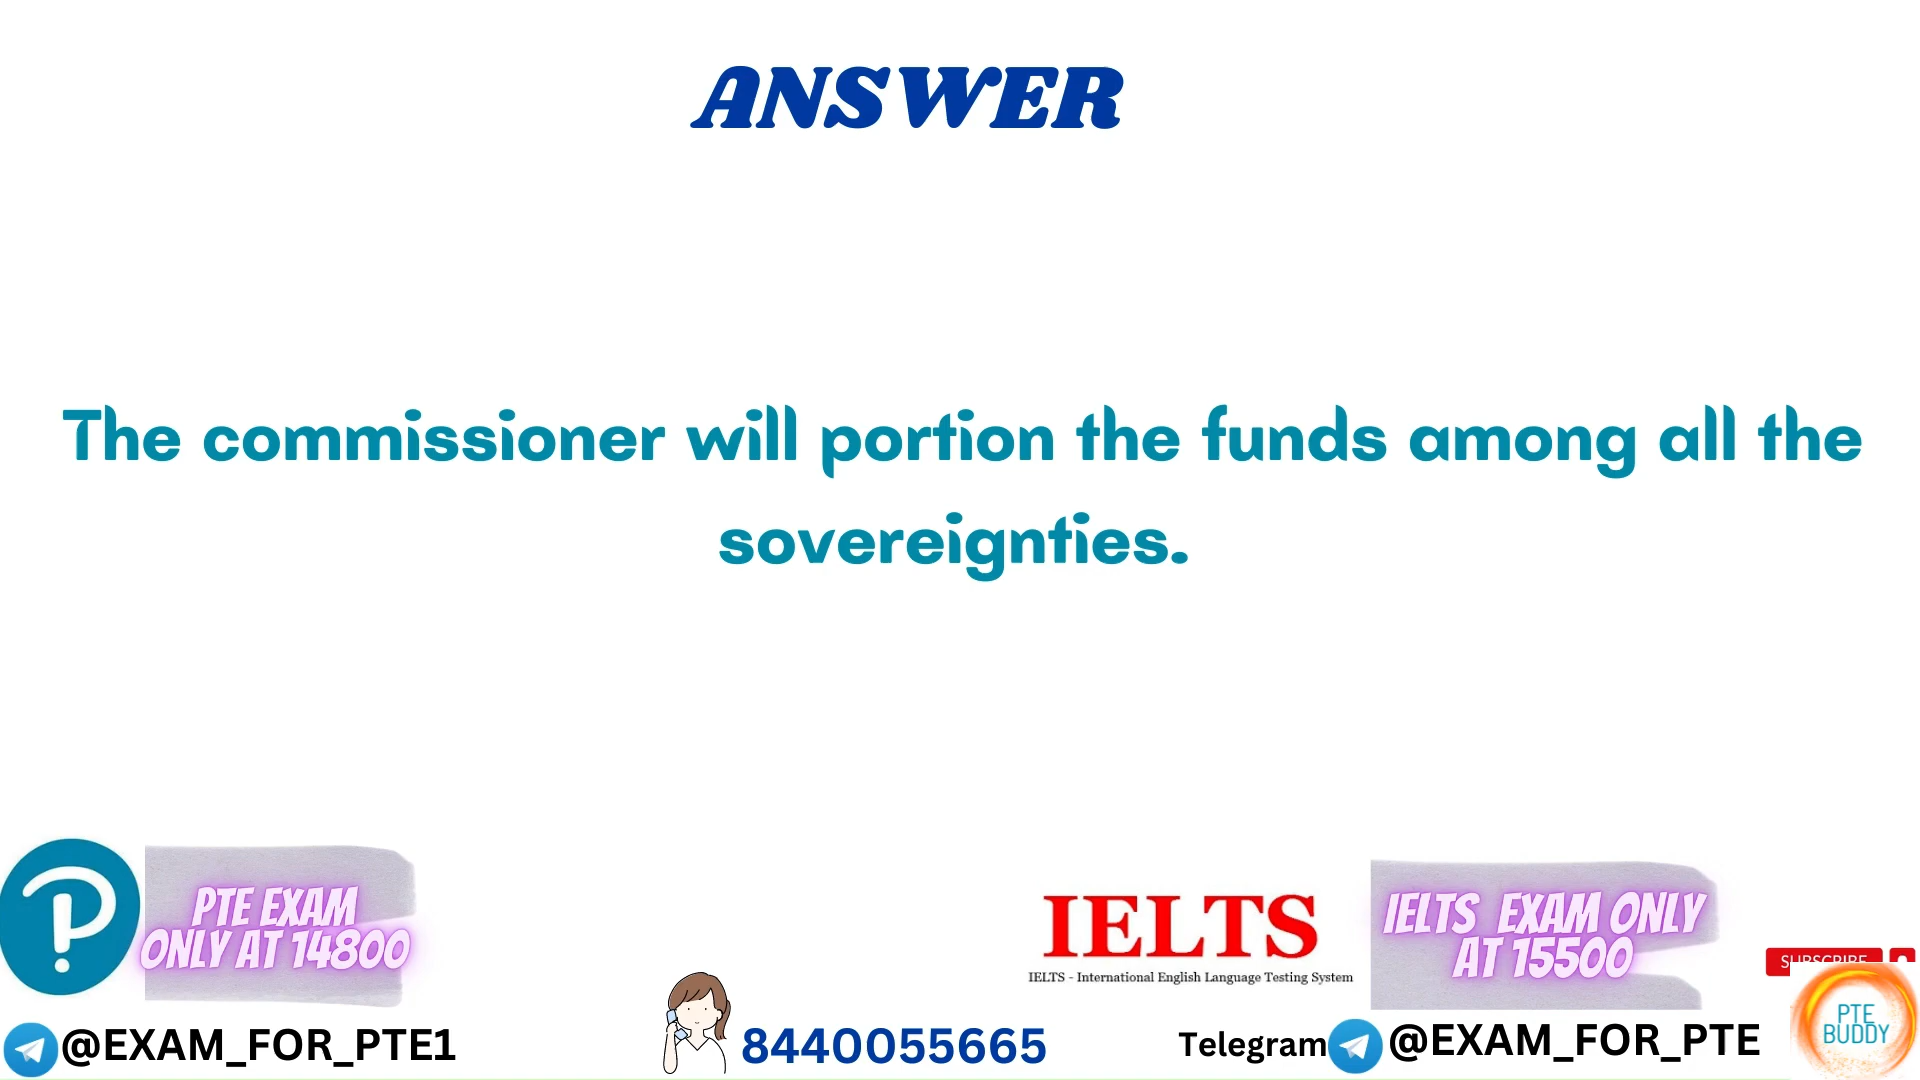 ANSWER
The commissioner will portion the funds among all the
sovereignties.
PTE EXAM
ONLY AT 14800
IELTS
IELTS - International English Language Testing System
IELTS EXAM ONLY
AT 15500
SUBSCRIBE
@EXAM_FOR_PTE1
8440055665
Telegram
@EXAM_FOR_PTE
PTE
BUDDY